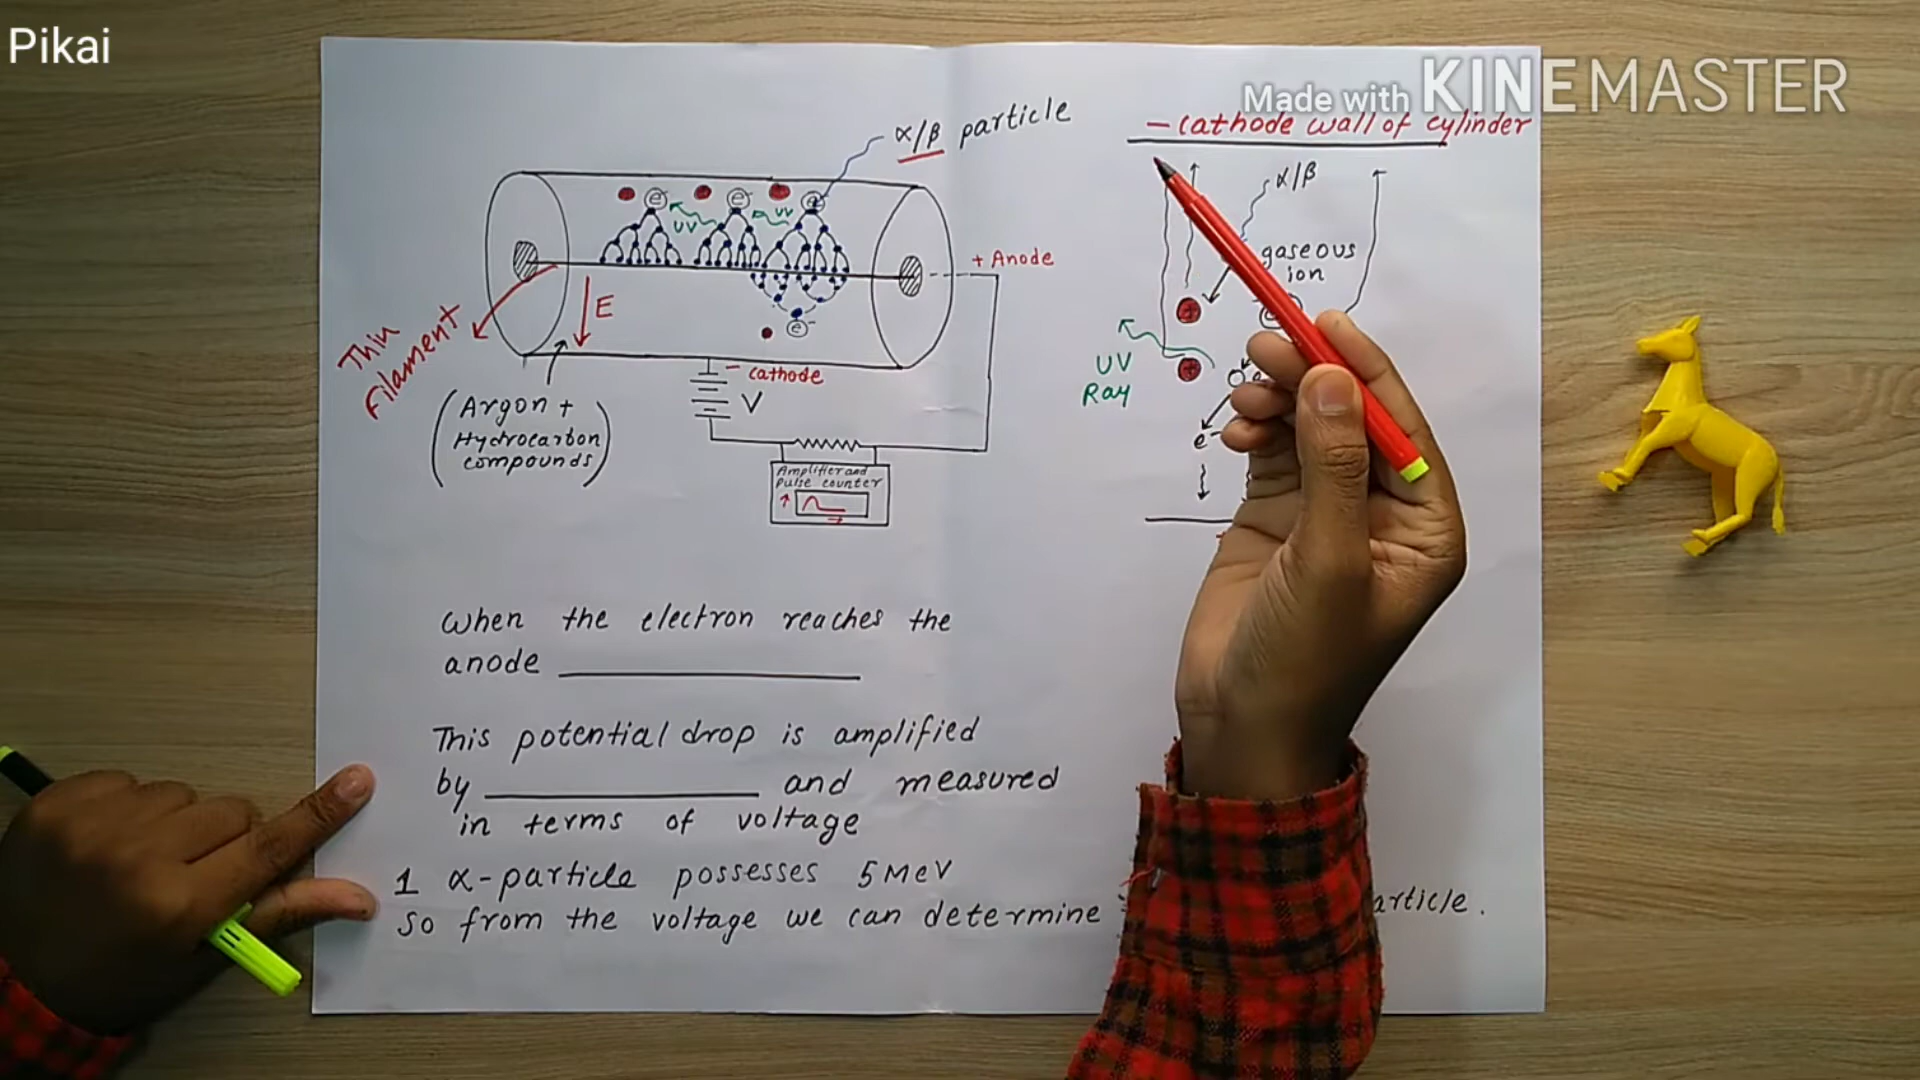 Pikai
Made with KINEMASTER
α/β particle
e⁻
e⁻
UV
UV
+ Anode
E
Thin
Filament
- cathode
V
(Argon +
Hydrocarbon
compounds)
Amplifier and
Pulse counter
e⁻
- cathode wall of cylinder
α/β
gaseous
ion
+
+
UV
Ray
e⁻
When the electron reaches the
anode
This potential drop is amplified
by and measured
in terms of voltage
1 α-particle possesses 5 MeV
So from the voltage we can determine article.